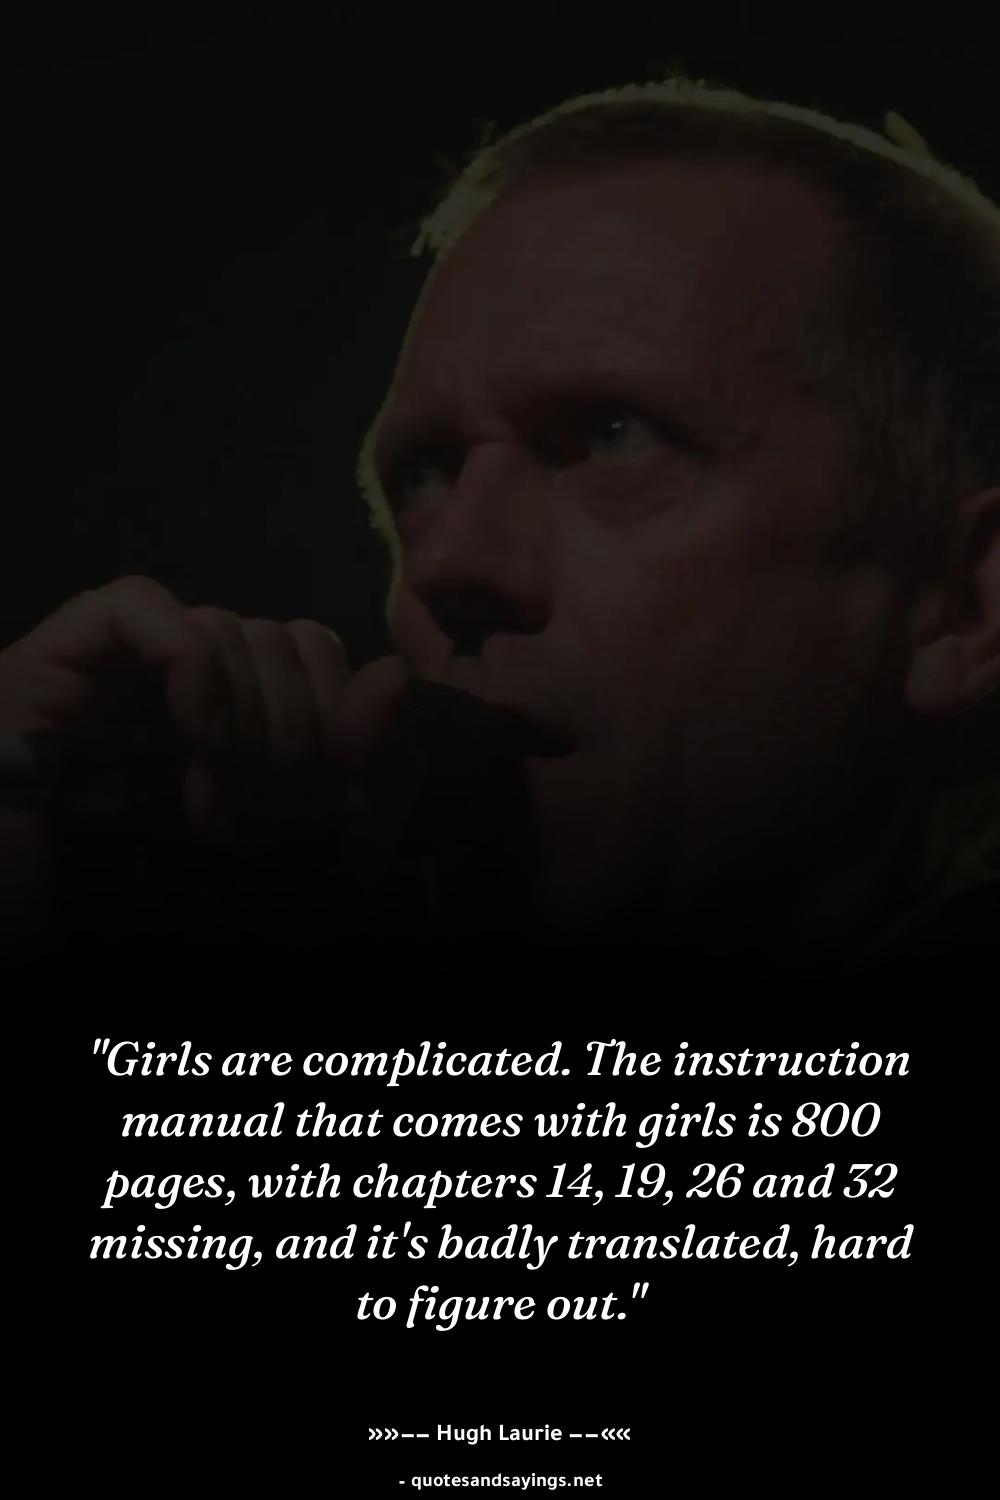 "Girls are complicated. The instruction
manual that comes with girls is 800
pages, with chapters 14, 19, 26 and 32
missing, and it's badly translated, hard
to figure out."
»»–– Hugh Laurie ––««
- quotesandsayings.net